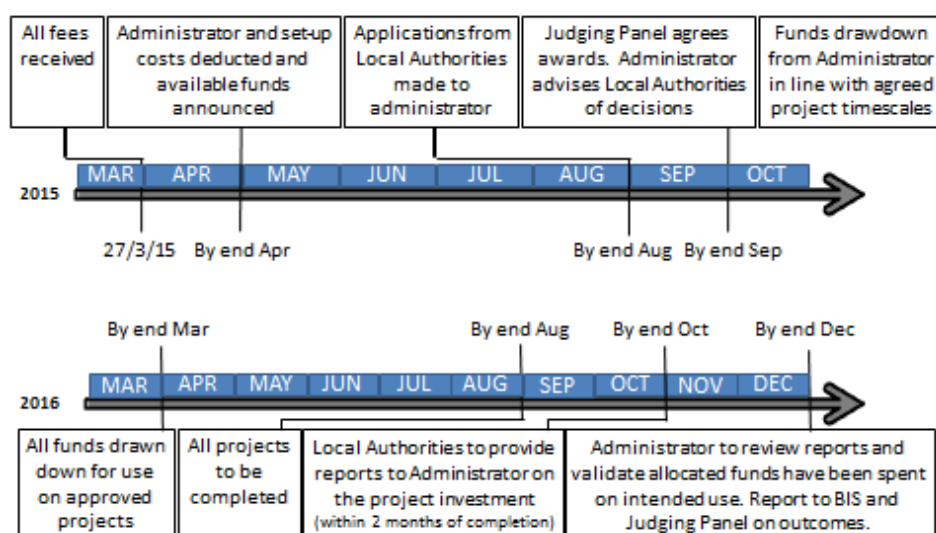 All fees
received
Administrator and set-up
costs deducted and
available funds
announced
Applications from
Local Authorities
made to
administrator
Judging Panel agrees
awards. Administrator
advises Local Authorities
of decisions
Funds drawdown
from Administrator
in line with agreed
project timescales
2015
MAR APR MAY JUN JUL AUG SEP OCT
27/3/15 By end Apr By end Aug By end Sep
By end Mar By end Aug By end Oct By end Dec
2016
MAR APR MAY JUN JUL AUG SEP OCT NOV DEC
All funds drawn
down for use
on approved
projects
All projects
to be
completed
Local Authorities to provide
reports to Administrator on
the project investment
(within 2 months of completion)
Administrator to review reports and
validate allocated funds have been spent
on intended use. Report to BIS and
Judging Panel on outcomes.